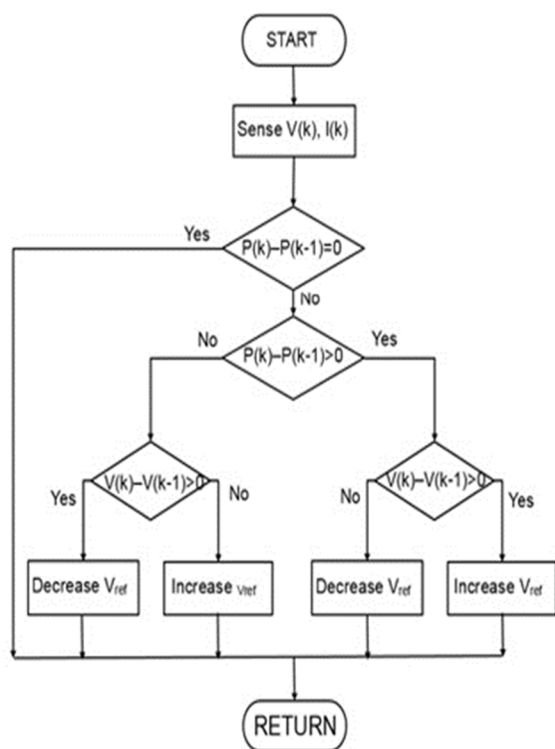 START
Sense V(k), I(k)
Yes
P(k)–P(k-1)=0
No
No
P(k)–P(k-1)>0
Yes
V(k)–V(k-1)>0
V(k)–V(k-1)>0
Yes
No
No
Yes
Decrease Vref
Increase vref
Decrease Vref
Increase Vref
RETURN